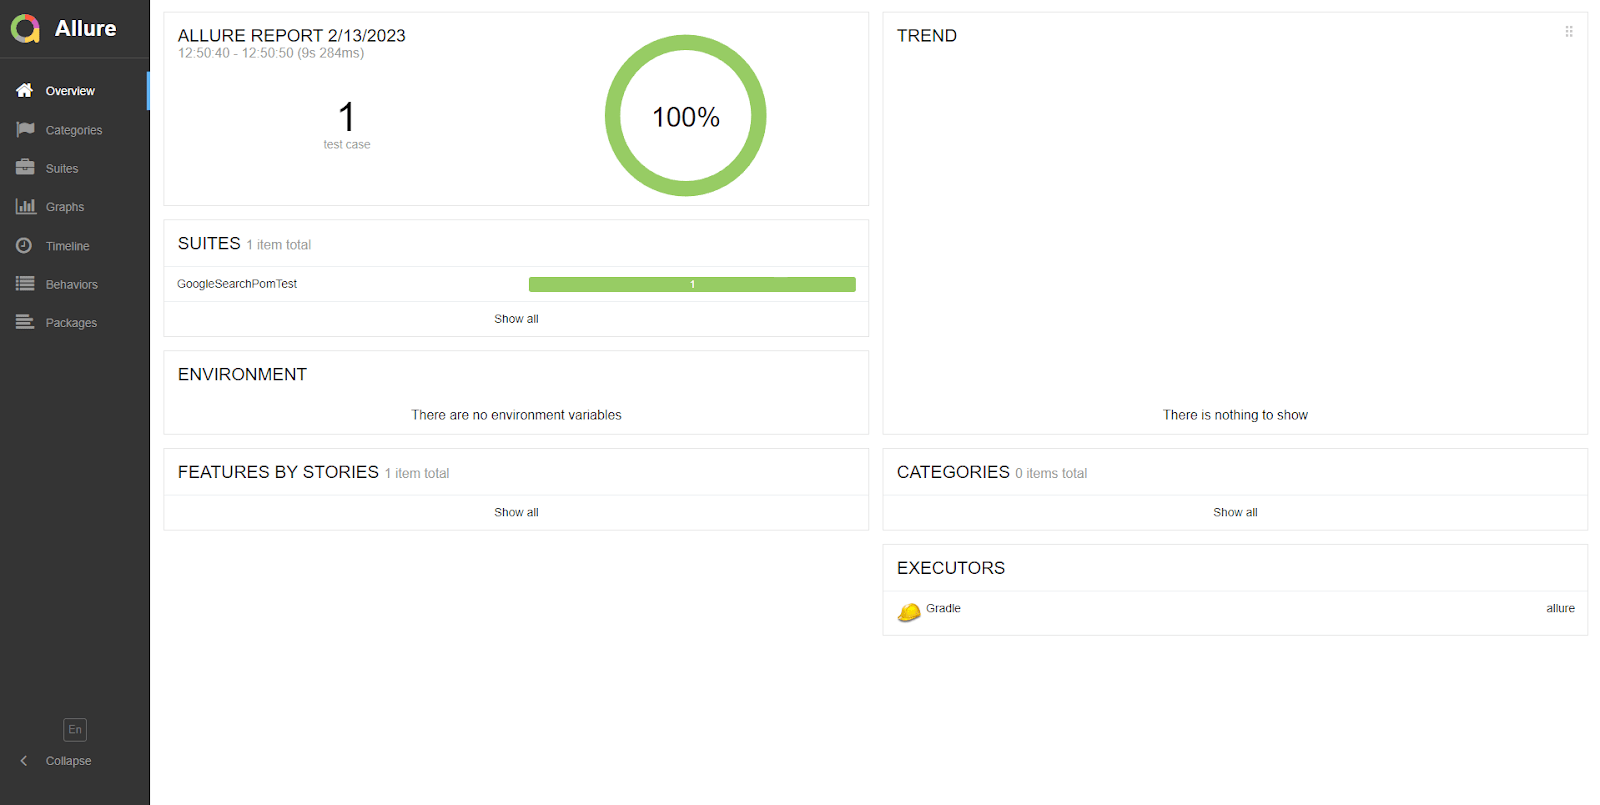 Allure
Overview
Categories
Suites
Graphs
Timeline
Behaviors
Packages
En
Collapse
ALLURE REPORT 2/13/2023
12:50:40 - 12:50:50 (9s 284ms)
1
test case
100%
SUITES 1 item total
GoogleSearchPomTest 1
Show all
ENVIRONMENT
There are no environment variables
FEATURES BY STORIES 1 item total
Show all
TREND
There is nothing to show
CATEGORIES 0 items total
Show all
EXECUTORS
Gradle allure